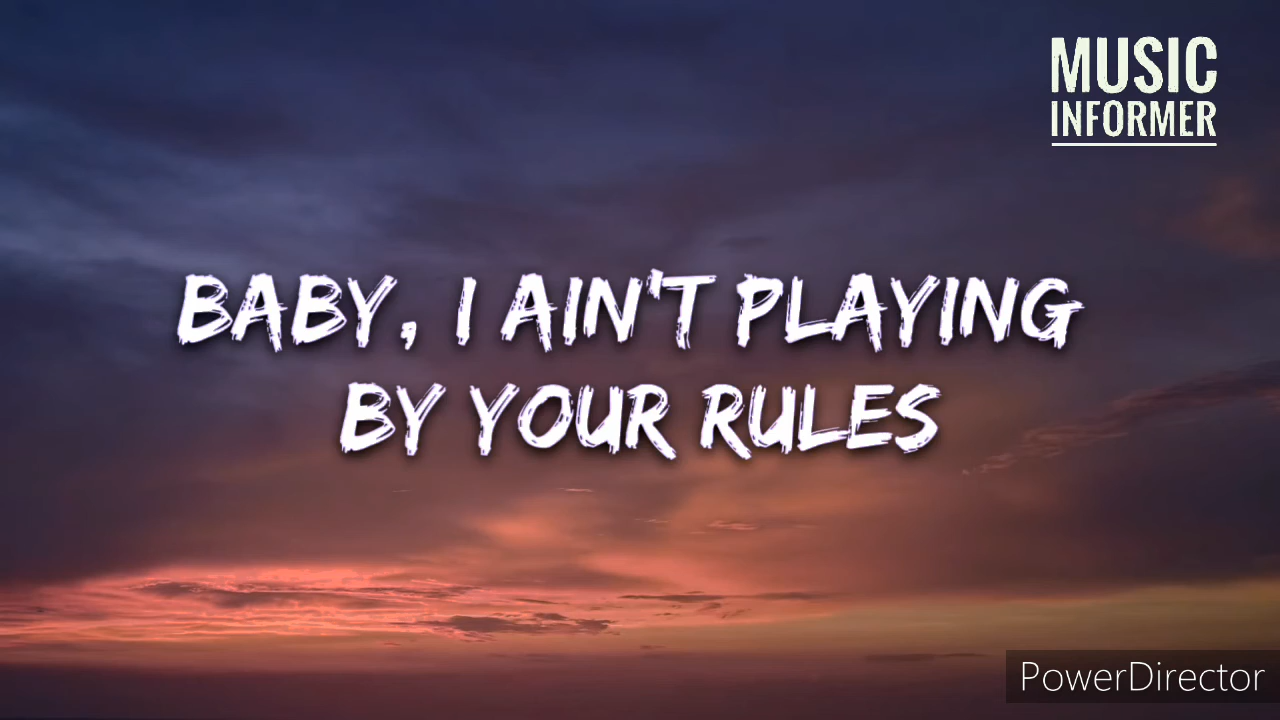 MUSIC
INFORMER
BABY, I AIN'T PLAYING
BY YOUR RULES
PowerDirector